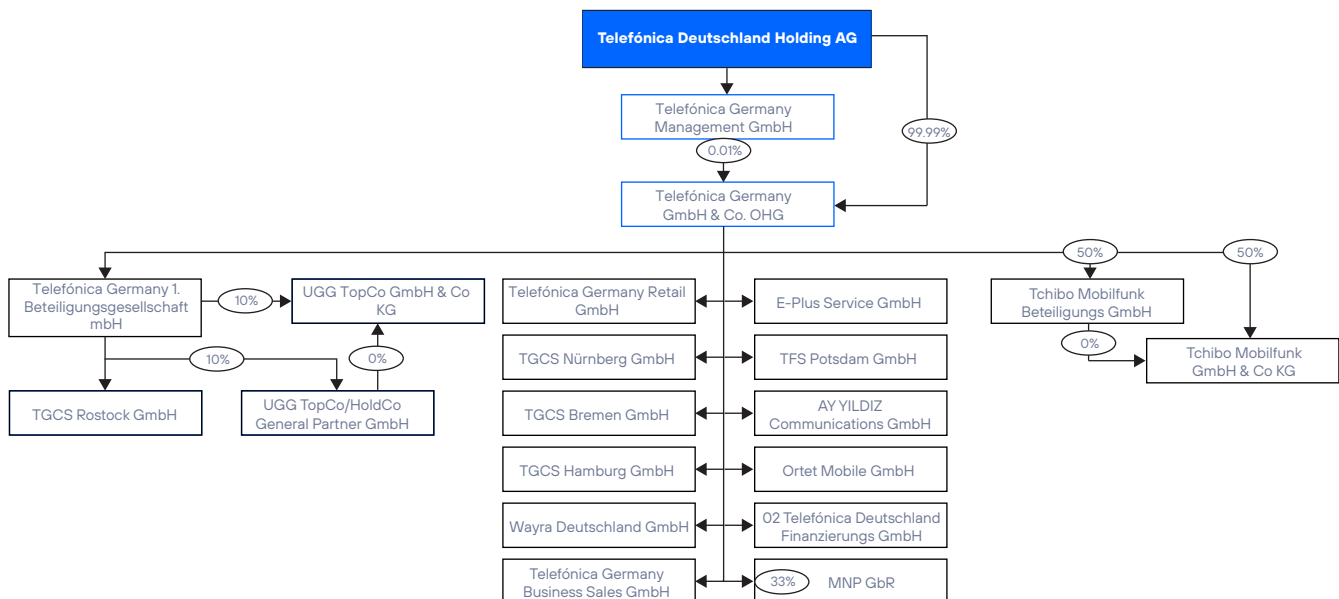 Telefónica Deutschland Holding AG
Telefónica Germany
Management GmbH
99.99%
0.01%
Telefónica Germany
GmbH & Co. OHG
50%
50%
Telefónica Germany 1.
Beteiligungsgesellschaft
mbH
10%
UGG TopCo GmbH & Co
KG
Telefónica Germany Retail
GmbH
E-Plus Service GmbH
Tchibo Mobilfunk
Beteiligungs GmbH
0%
Tchibo Mobilfunk
GmbH & Co KG
10%
0%
TGCS Nürnberg GmbH
TFS Potsdam GmbH
TGCS Rostock GmbH
UGG TopCo/HoldCo
General Partner GmbH
TGCS Bremen GmbH
AY YILDIZ
Communications GmbH
TGCS Hamburg GmbH
Ortet Mobile GmbH
Wayra Deutschland GmbH
02 Telefónica Deutschland
Finanzierungs GmbH
Telefónica Germany
Business Sales GmbH
33%
MNP GbR